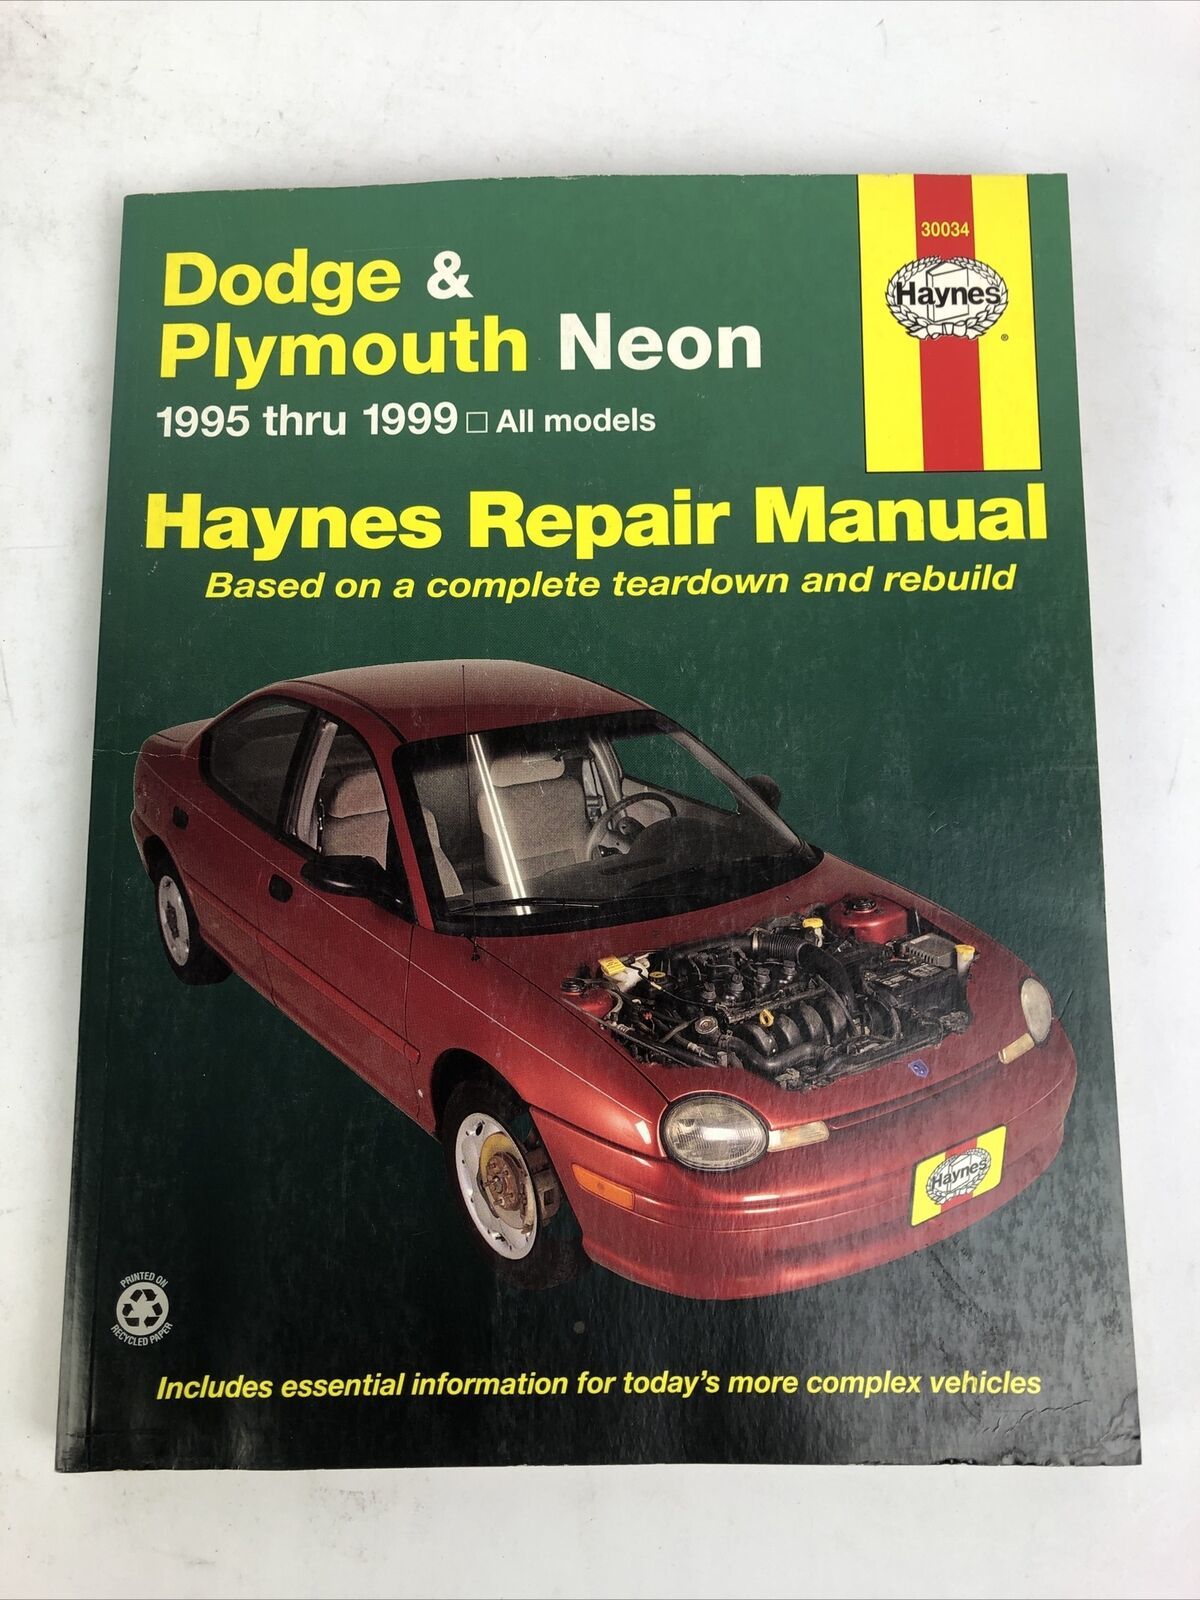 30034
Haynes
®
Dodge &
Plymouth Neon
1995 thru 1999 □ All models
Haynes Repair Manual
Based on a complete teardown and rebuild
Haynes
PRINTED ON
RECYCLED PAPER
Includes essential information for today's more complex vehicles